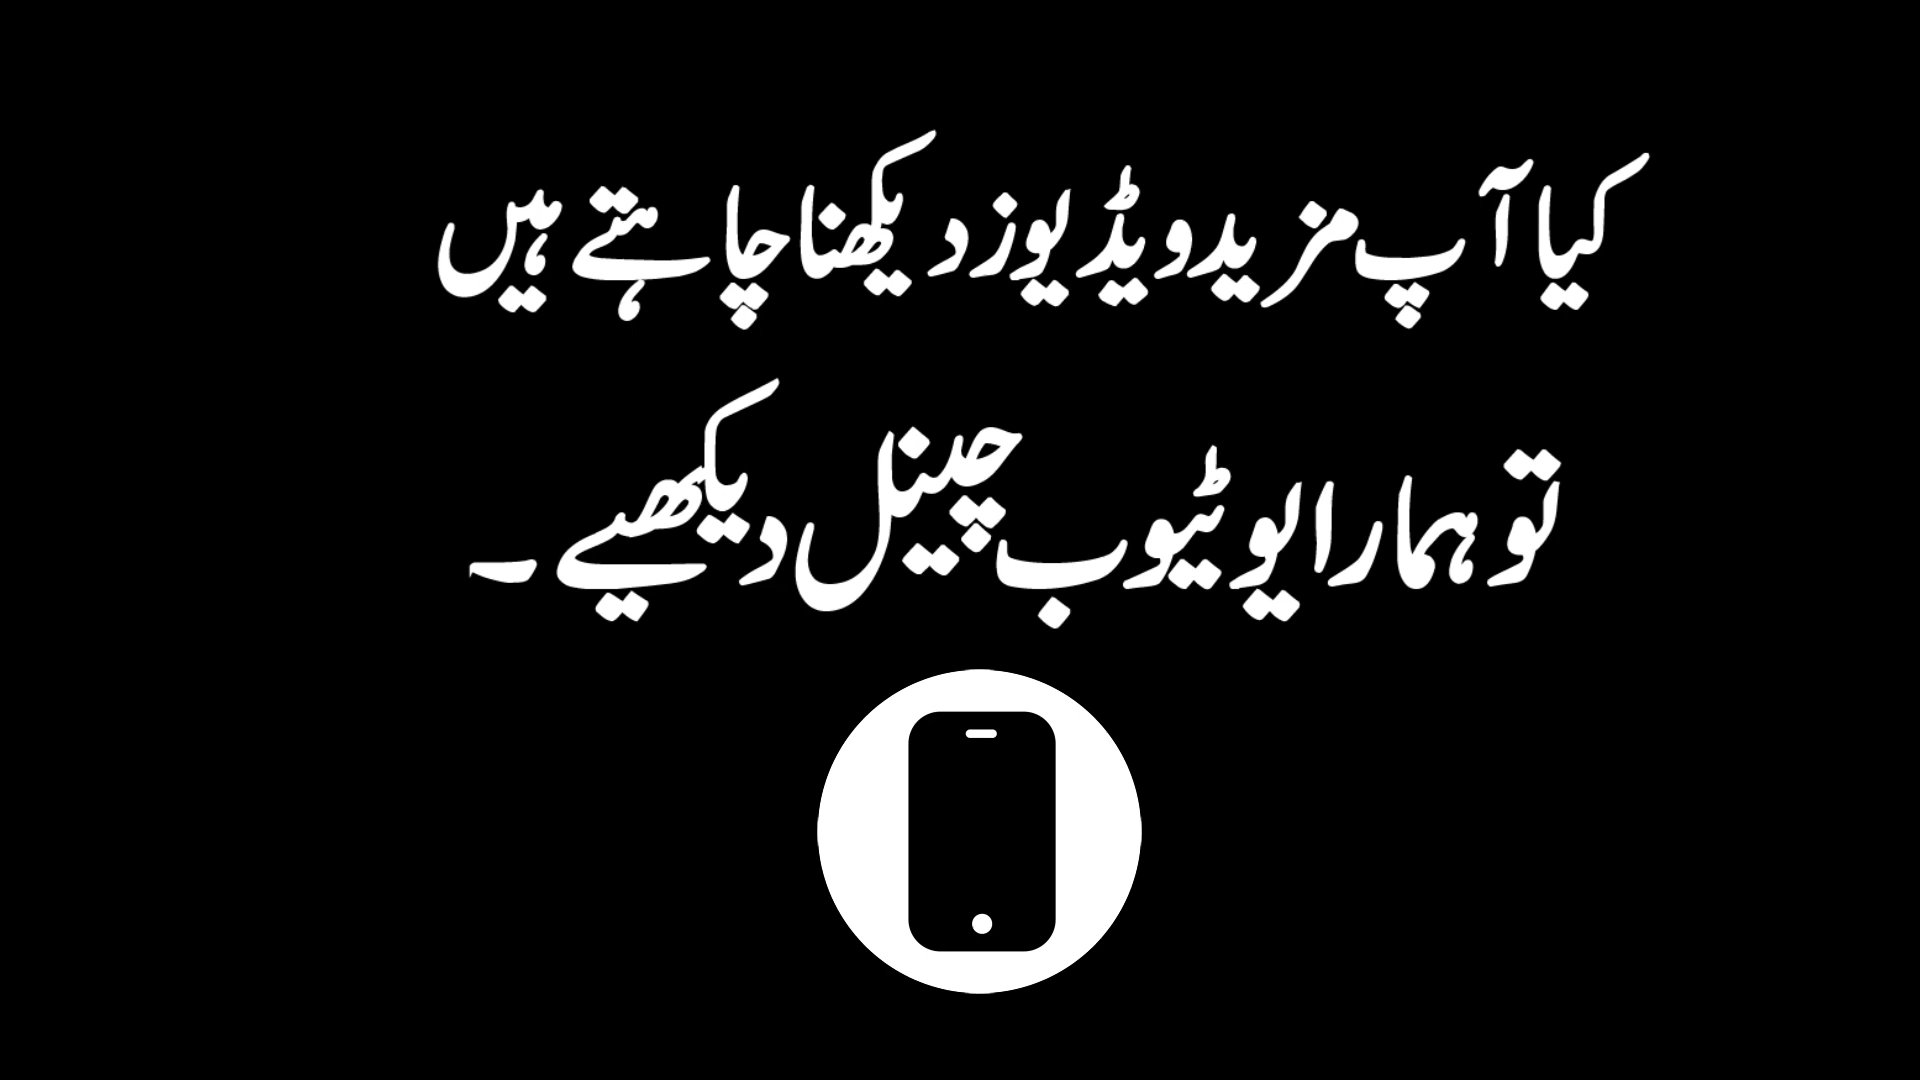 کیا آپ مزید ویڈیوز دیکھنا چاہتے ہیں
تو ہمارا یوٹیوب چینل دیکھیے ۔